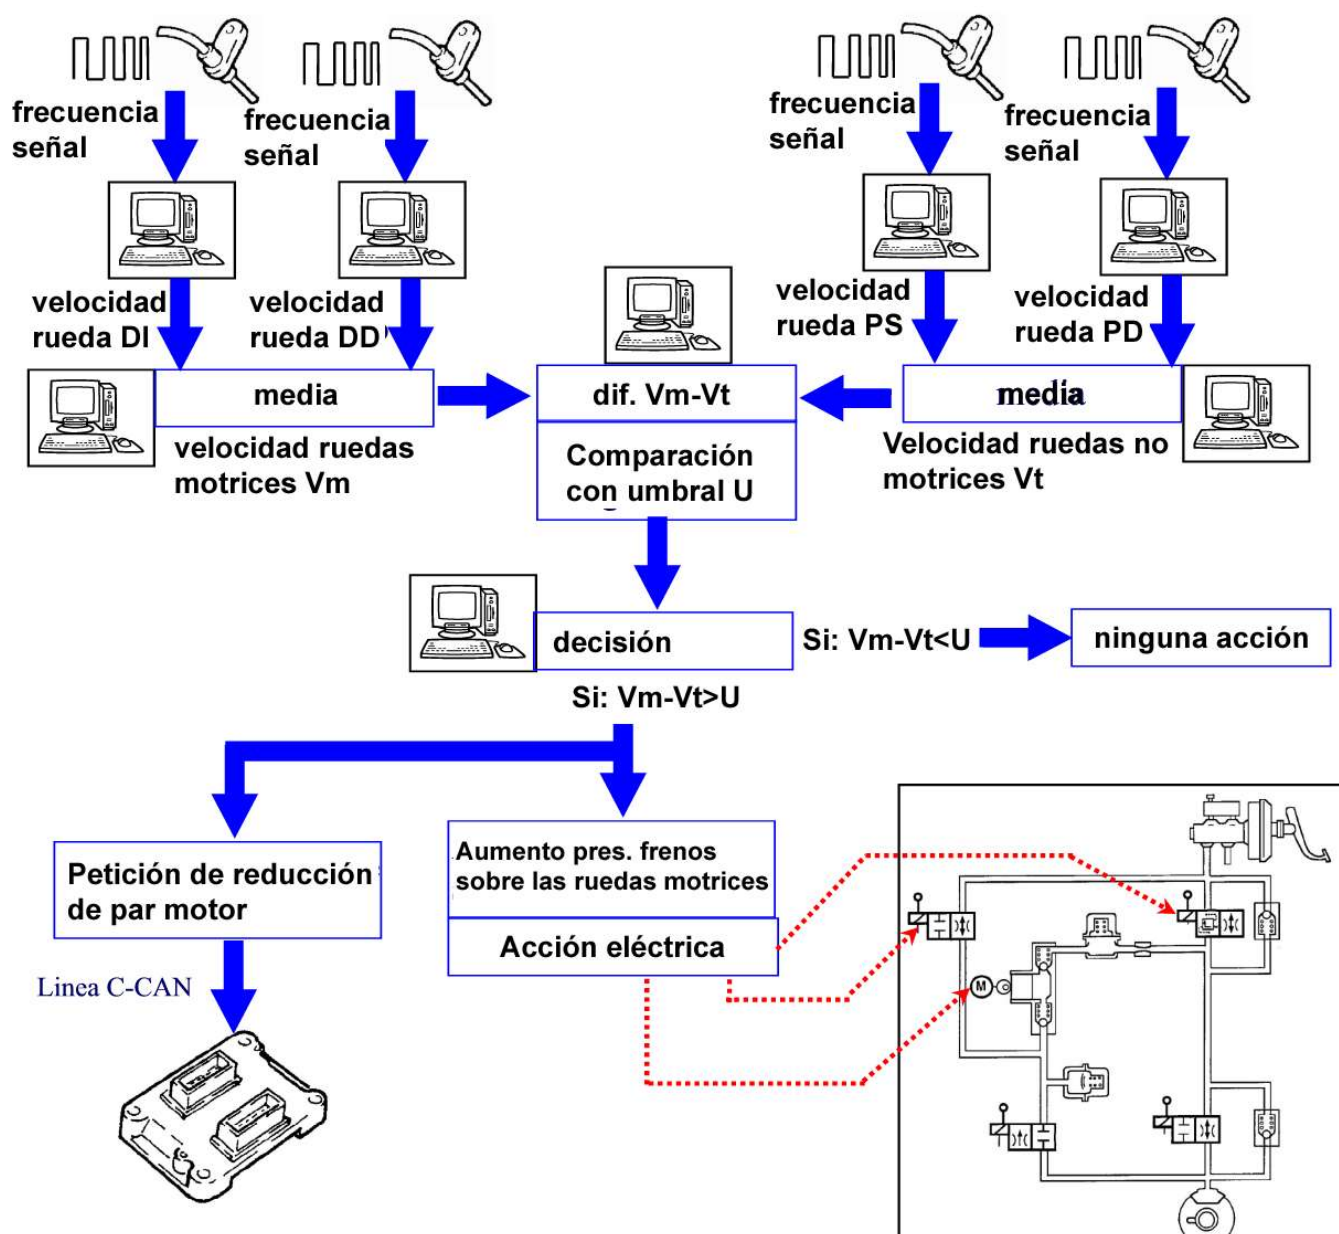 frecuencia
señal
frecuencia
señal
frecuencia
señal
frecuencia
señal
velocidad
rueda DI
velocidad
rueda DD
velocidad
rueda PS
velocidad
rueda PD
media
dif. Vm-Vt
media
velocidad ruedas
motrices Vm
Comparación
con umbral U
Velocidad ruedas no
motrices Vt
decisión
Si: Vm-Vt<U
ninguna acción
Si: Vm-Vt>U
Petición de reducción
de par motor
Aumento pres. frenos
sobre las ruedas motrices
Acción eléctrica
Linea C-CAN
M